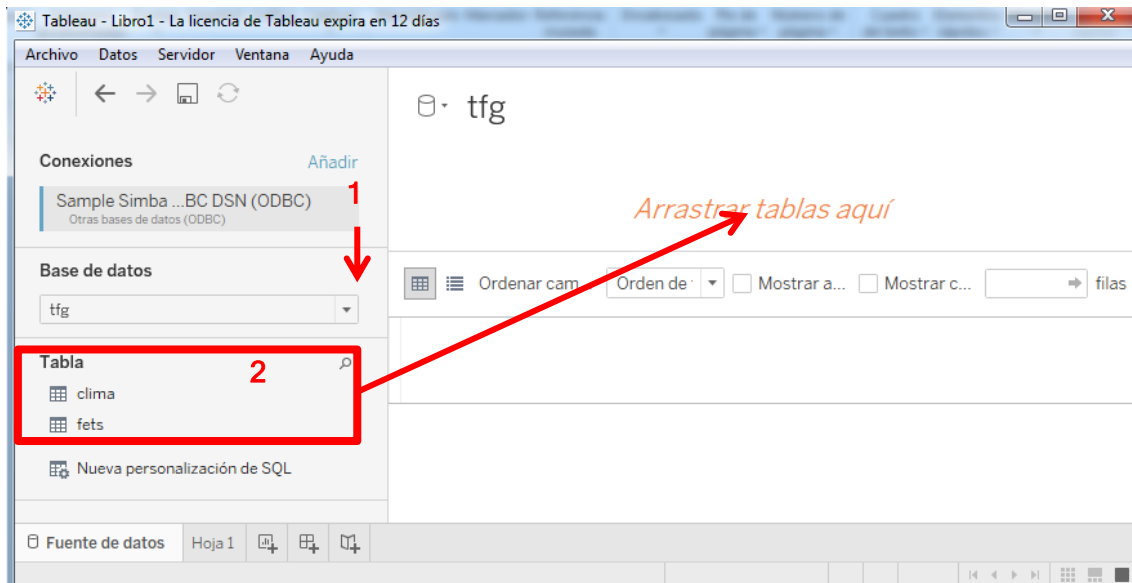 Tableau - Libro1 - La licencia de Tableau expira en 12 días
Archivo Datos Servidor Ventana Ayuda
tfg
Conexiones Añadir
1
Sample Simba ...BC DSN (ODBC)
Otras bases de datos (ODBC)
Arrastrar tablas aquí
Base de datos
Ordenar cam... Orden de Mostrar a... Mostrar c... filas
tfg
Tabla
2
clima
fets
Nueva personalización de SQL
Fuente de datos Hoja 1